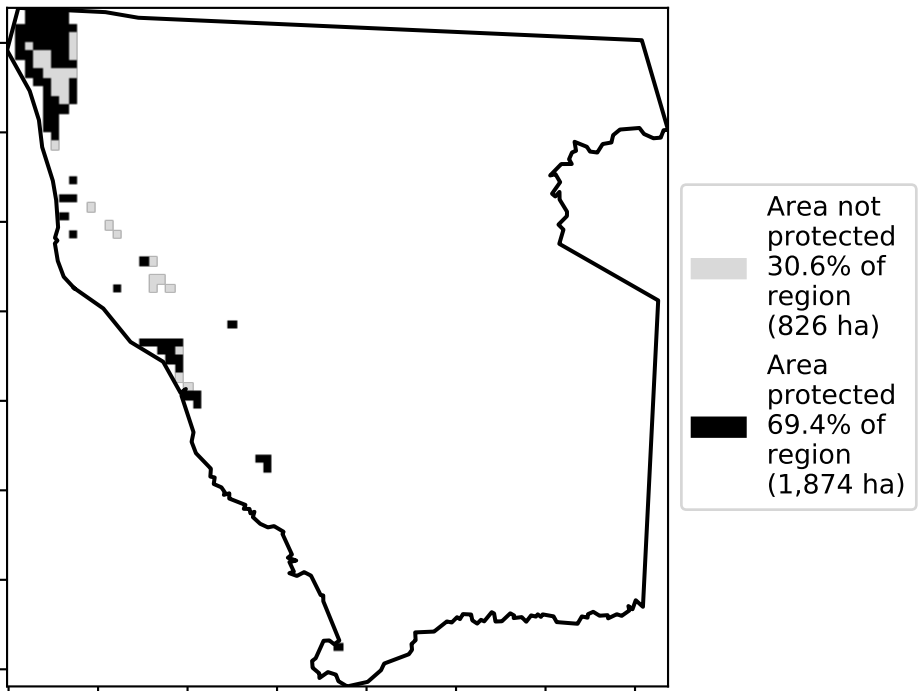 Area not
protected
30.6% of
region
(826 ha)
Area
protected
69.4% of
region
(1,874 ha)